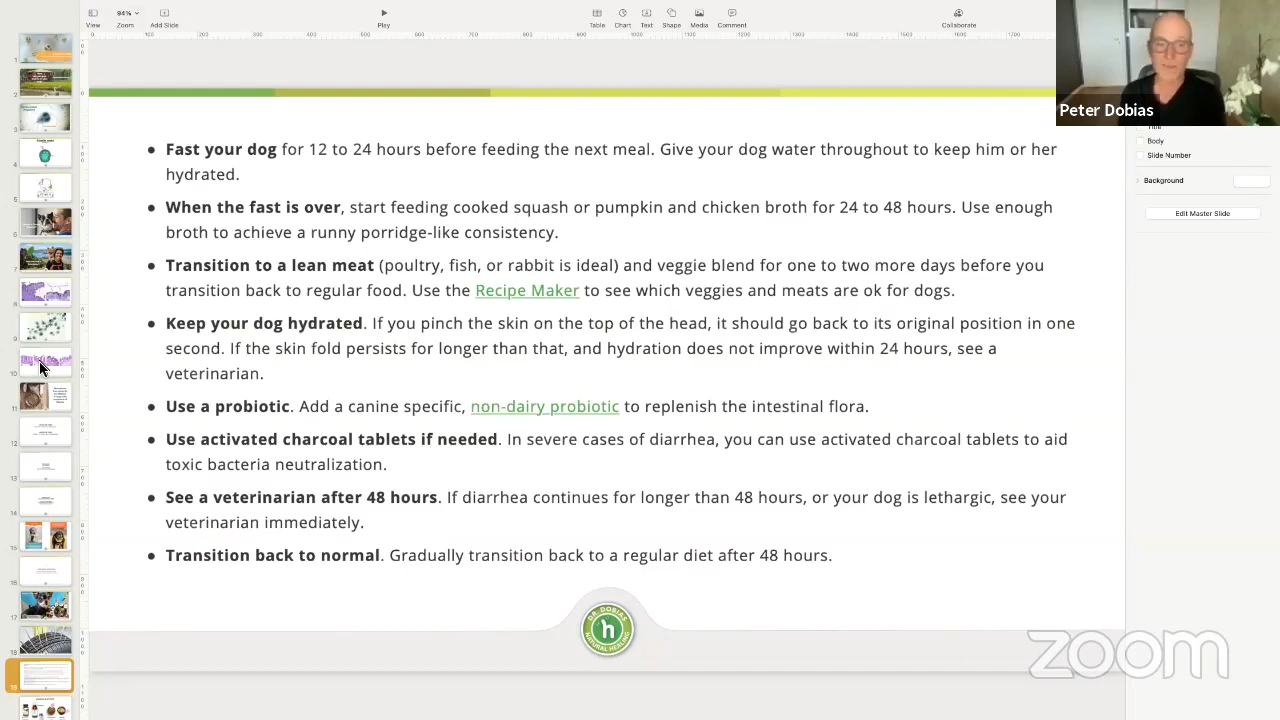 94%
View
Zoom
Add Slide
Play
Table
Chart
Text
Shape
Media
Comment
Collaborate
Peter Dobias
Title
Body
Slide Number
Background
Edit Master Slide
Fast your dog for 12 to 24 hours before feeding the next meal. Give your dog water throughout to keep him or her
hydrated.
When the fast is over, start feeding cooked squash or pumpkin and chicken broth for 24 to 48 hours. Use enough
broth to achieve a runny porridge-like consistency.
Transition to a lean meat (poultry, fish, or rabbit is ideal) and veggie blend for one to two more days before you
transition back to regular food. Use the Recipe Maker to see which veggies and meats are ok for dogs.
Keep your dog hydrated. If you pinch the skin on the top of the head, it should go back to its original position in one
second. If the skin fold persists for longer than that, and hydration does not improve within 24 hours, see a
veterinarian.
Use a probiotic. Add a canine specific, non-dairy probiotic to replenish the intestinal flora.
Use activated charcoal tablets if needed. In severe cases of diarrhea, you can use activated charcoal tablets to aid
toxic bacteria neutralization.
See a veterinarian after 48 hours. If diarrhea continues for longer than 48 hours, or your dog is lethargic, see your
veterinarian immediately.
Transition back to normal. Gradually transition back to a regular diet after 48 hours.
DR. DOBIAS
h
NATURAL HEALING
zoom